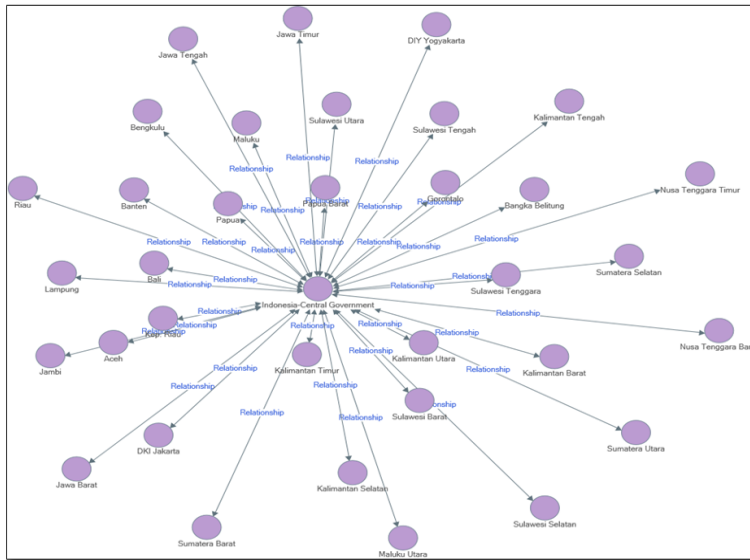 Jawa Timur
DIY Yogyakarta
Jawa Tengah
Sulawesi Utara
Kalimantan Tengah
Bengkulu
Maluku
Sulawesi Tengah
Relationship
Relationship
Relationship
Nusa Tenggara Timur
Riau
Banten
Papua
Papua Barat
Gorontalo
Bangka Belitung
Relationship
Relationship
Relationship
Relationship
Relationship
Relationship
Relationship
Relationship
Relationship
Bali
Sumatera Selatan
Lampung
Relationship
Relationship
Relationship
Sulawesi Tenggara
Indonesia-Central Government
Relationship
Relationship
Kep. Riau
Relationship
Relationship
Nusa Tenggara Bar
Jambi
Aceh
Relationship
Kalimantan Utara
Kalimantan Barat
Kalimantan Timur
Relationship
Relationship
Relationship
Relationship
Relationship
Sulawesi Barat
Relationship
Relationship
DKI Jakarta
Sumatera Utara
Jawa Barat
Kalimantan Selatan
Sulawesi Selatan
Sumatera Barat
Maluku Utara